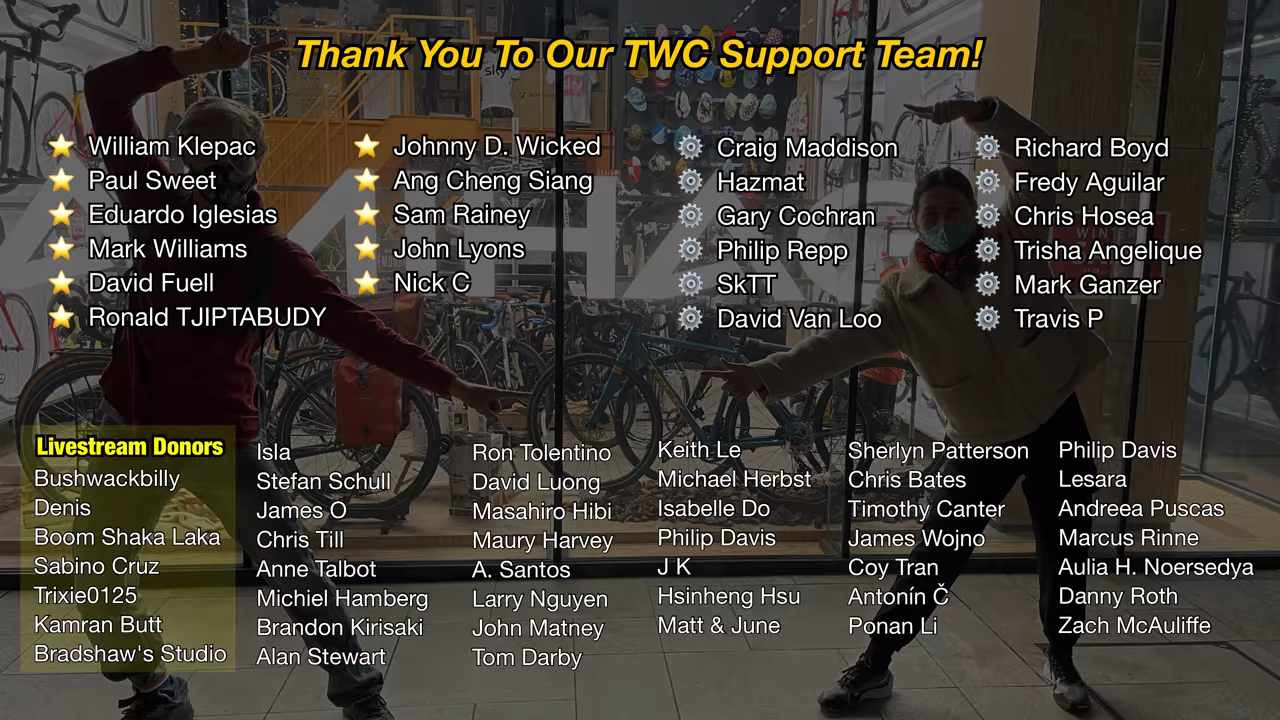 Thank You To Our TWC Support Team!
William Klepac
Paul Sweet
Eduardo Iglesias
Mark Williams
David Fuell
Ronald TJIPTABUDY
Johnny D. Wicked
Ang Cheng Siang
Sam Rainey
John Lyons
Nick C
Craig Maddison
Hazmat
Gary Cochran
Philip Repp
SkTT
David Van Loo
Richard Boyd
Fredy Aguilar
Chris Hosea
Trisha Angelique
Mark Ganzer
Travis P
Livestream Donors
Bushwackbilly
Denis
Boom Shaka Laka
Sabino Cruz
Trixie0125
Kamran Butt
Bradshaw's Studio
Isla
Stefan Schull
James O
Chris Till
Anne Talbot
Michiel Hamberg
Brandon Kirisaki
Alan Stewart
Ron Tolentino
David Luong
Masahiro Hibi
Maury Harvey
A. Santos
Larry Nguyen
John Matney
Tom Darby
Keith Le
Michael Herbst
Isabelle Do
Philip Davis
J K
Hsinheng Hsu
Matt & June
Sherlyn Patterson
Chris Bates
Timothy Canter
James Wojno
Coy Tran
Antonín Č
Ponan Li
Philip Davis
Lesara
Andreea Puscas
Marcus Rinne
Aulia H. Noersedya
Danny Roth
Zach McAuliffe
sky
WINTER